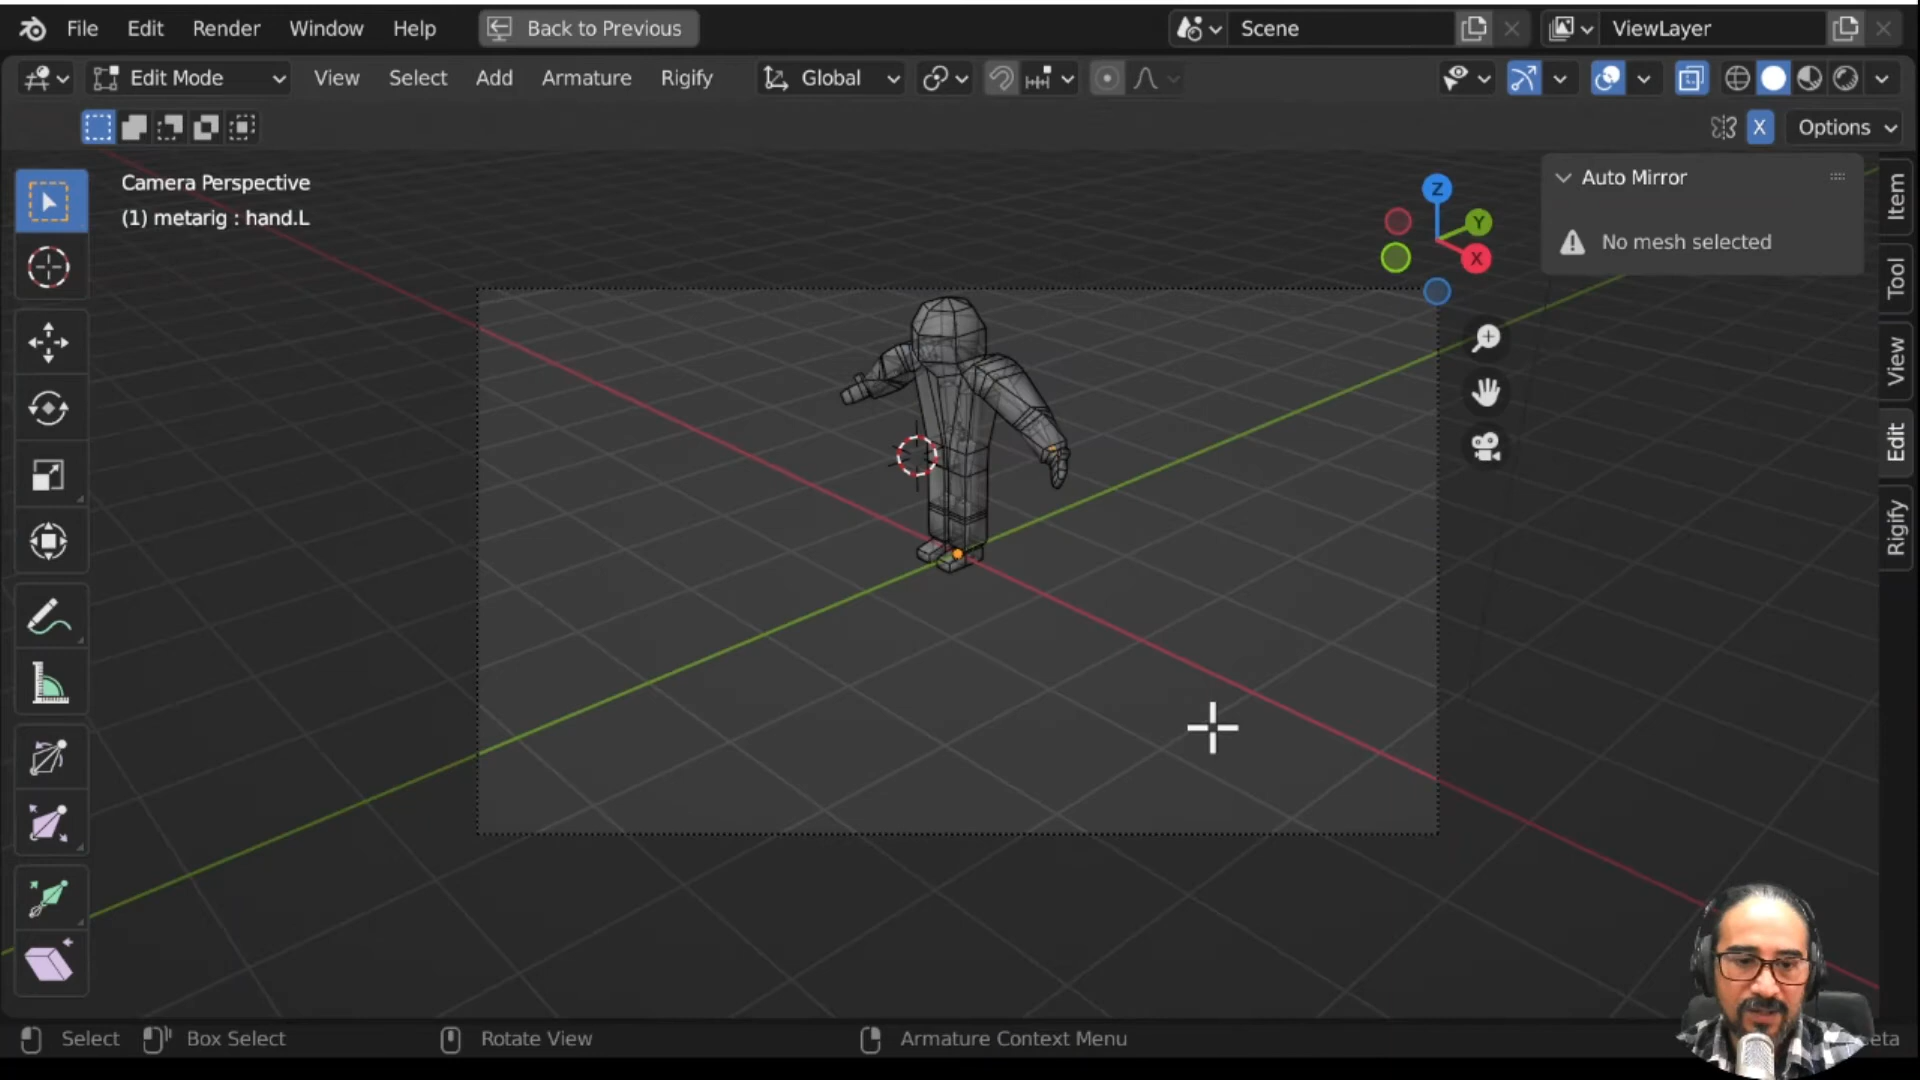 File Edit Render Window Help Back to Previous Scene ViewLayer
Edit Mode View Select Add Armature Rigify Global
X Options
Camera Perspective
(1) metarig : hand.L
Auto Mirror
No mesh selected
Z
Y
X
Item
Tool
View
Edit
Rigify
Select Box Select Rotate View Armature Context Menu